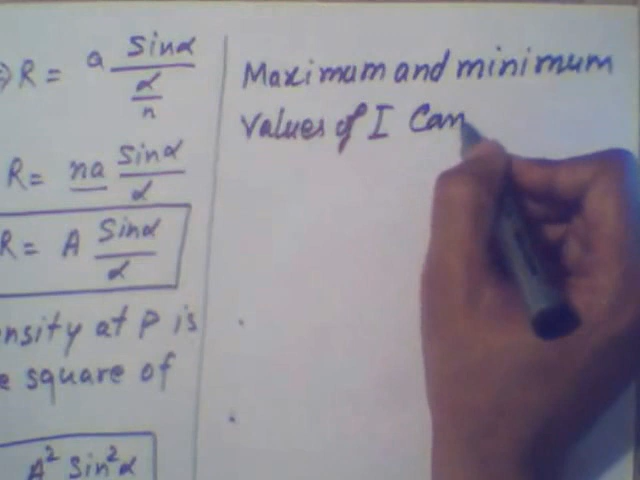 ⇒ R = a sinα / (α/n)
R = na sinα / α
R = A Sinα / α
nsity at P is
e square of
A² Sin²α
Maximum and minimum
Values of I Can